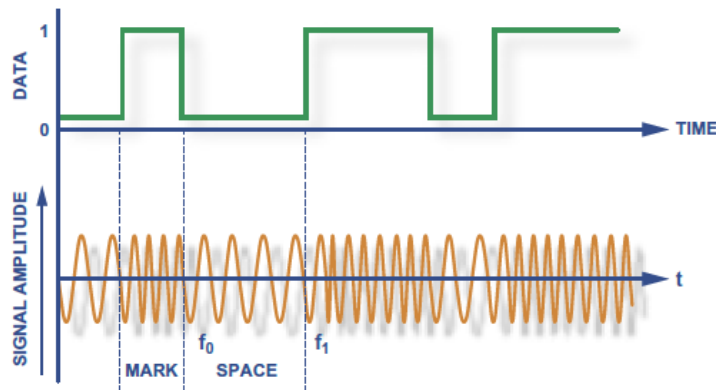 1
DATA
0
TIME
SIGNAL AMPLITUDE
t
f0
f1
MARK
SPACE